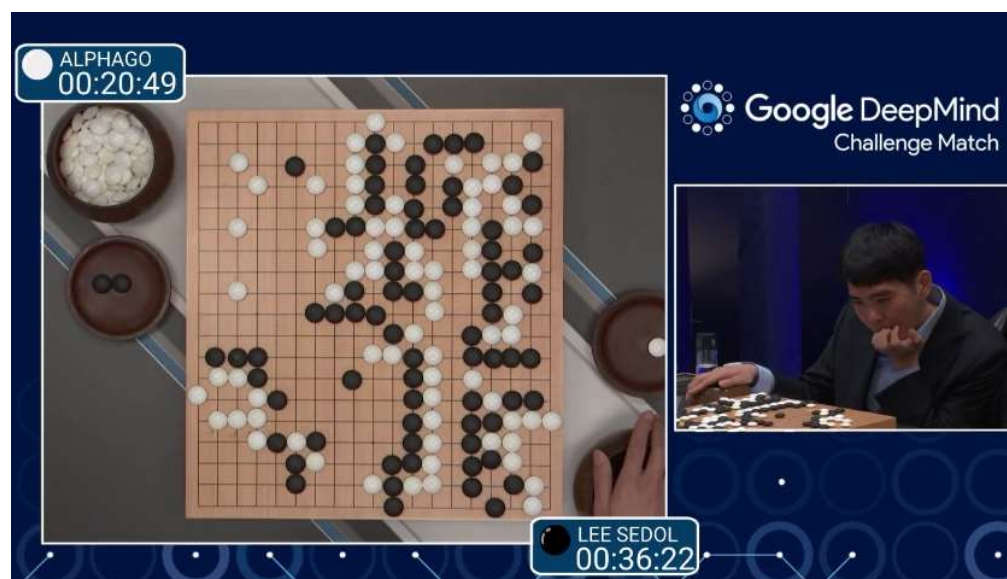 ALPHAGO
00:20:49
Google DeepMind
Challenge Match
LEE SEDOL
00:36:22